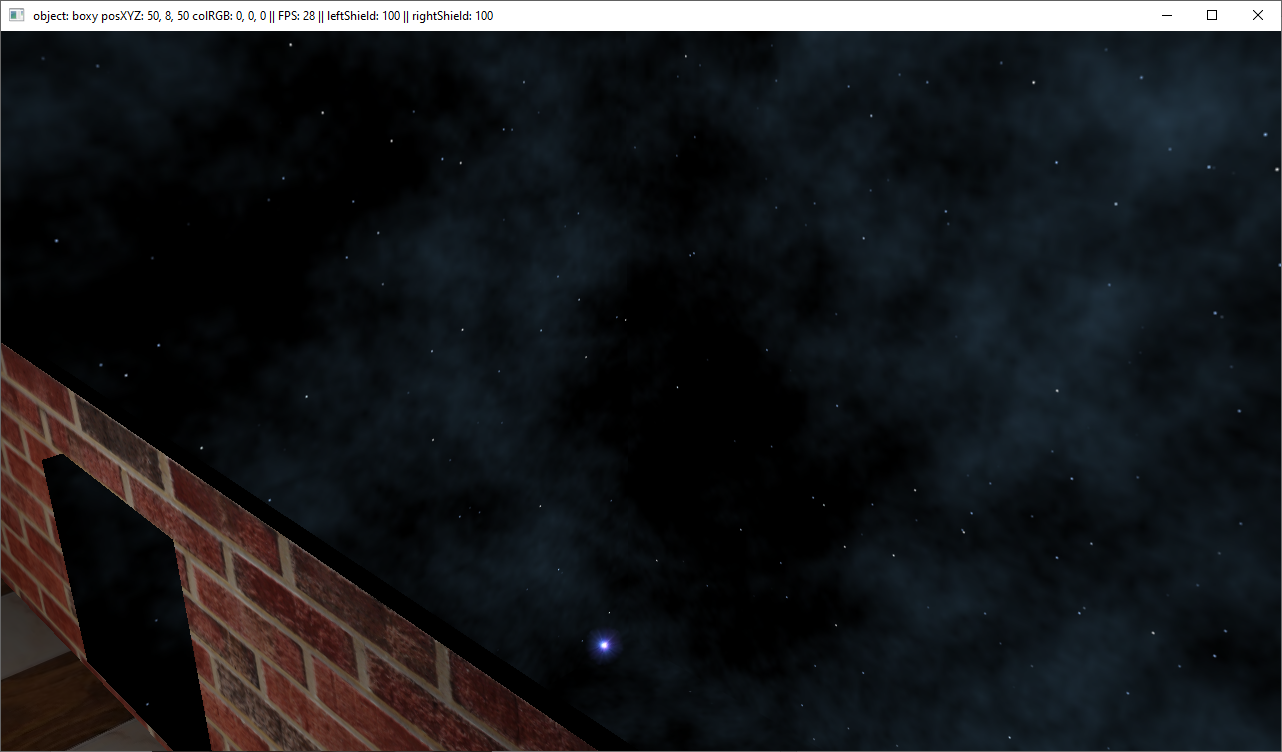 object: boxy posXYZ: 50, 8, 50 colRGB: 0, 0, 0 || FPS: 28 || leftShield: 100 || rightShield: 100